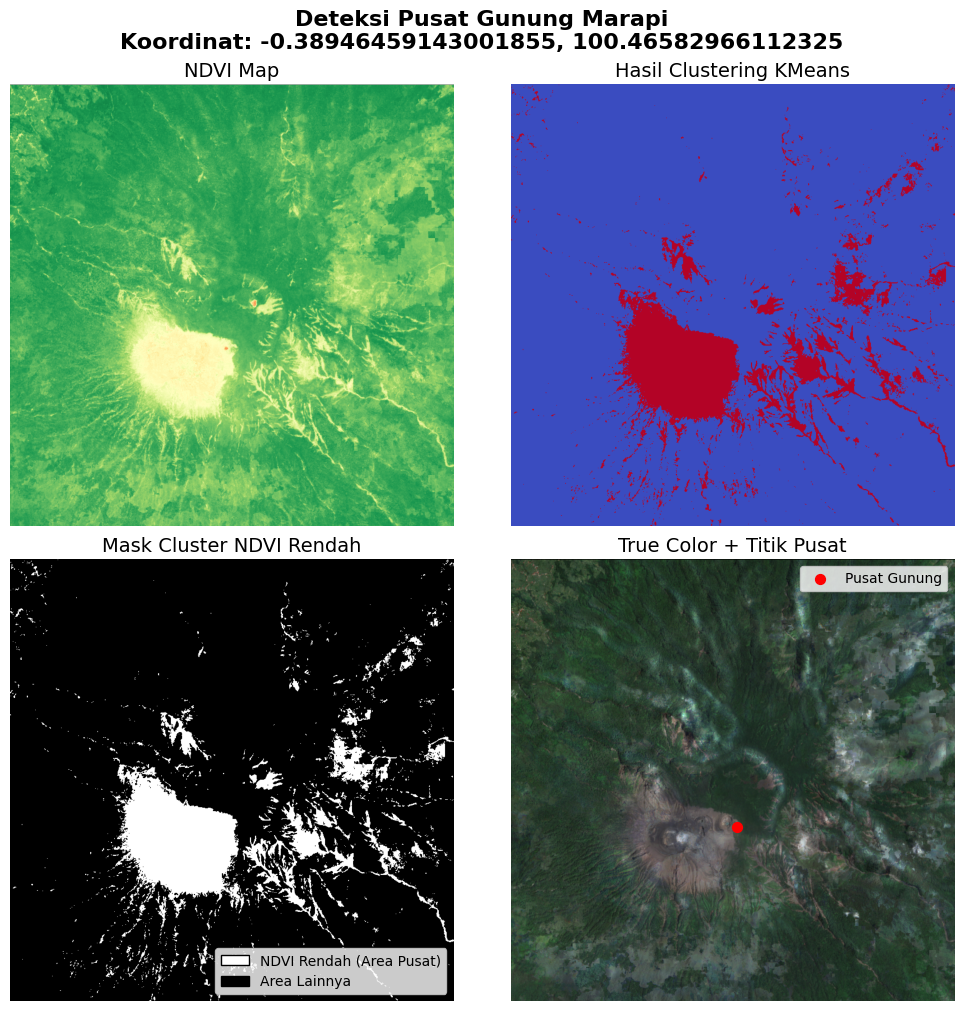 Deteksi Pusat Gunung Marapi
Koordinat: -0.38946459143001855, 100.46582966112325
NDVI Map
Hasil Clustering KMeans
Mask Cluster NDVI Rendah
NDVI Rendah (Area Pusat)
Area Lainnya
True Color + Titik Pusat
Pusat Gunung